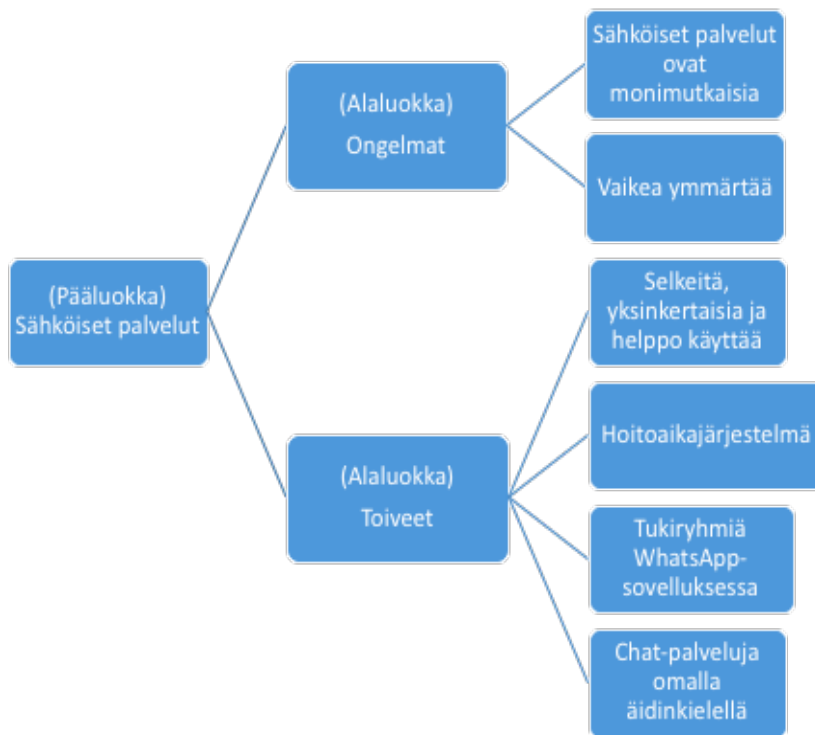 (Pääluokka)
Sähköiset palvelut
(Alaluokka)
Ongelmat
Sähköiset palvelut
ovat
monimutkaisia
Vaikea ymmärtää
(Alaluokka)
Toiveet
Selkeitä,
yksinkertaisia ja
helppo käyttää
Hoitoaikajärjestelmä
Tukiryhmiä
WhatsApp-
sovelluksessa
Chat-palveluja
omalla
äidinkielellä